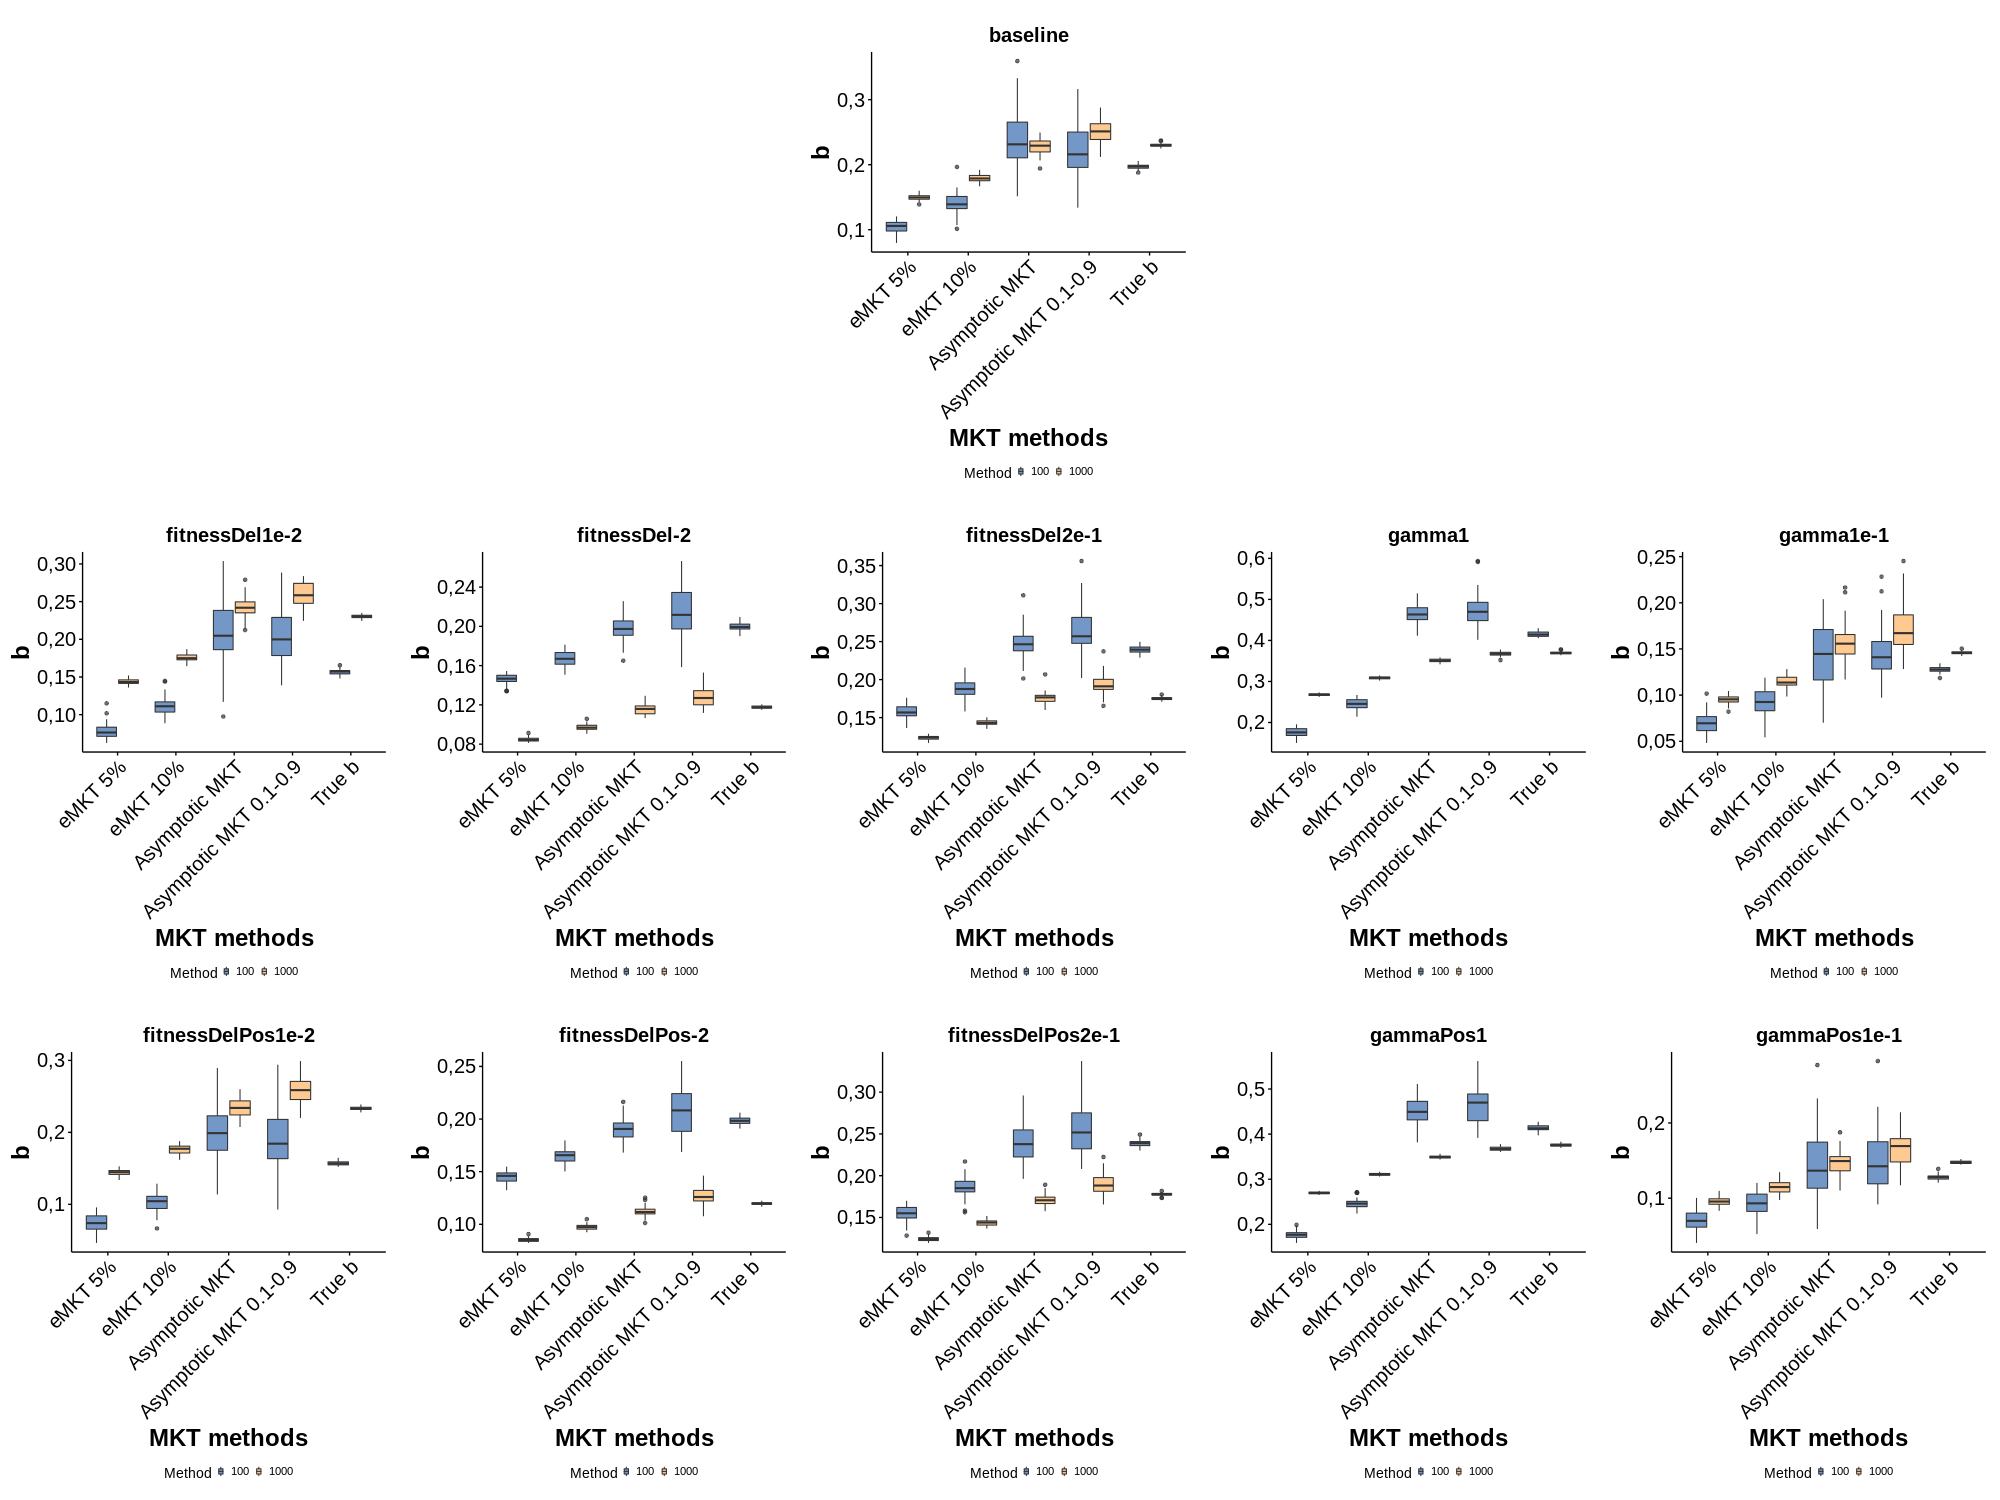 baseline
b
0,3
0,2
0,1
eMKT 5%
eMKT 10%
Asymptotic MKT
Asymptotic MKT 0.1-0.9
True b
MKT methods
Method 100 1000
fitnessDel1e-2
b
0,30
0,25
0,20
0,15
0,10
eMKT 5%
eMKT 10%
Asymptotic MKT
Asymptotic MKT 0.1-0.9
True b
MKT methods
Method 100 1000
fitnessDel-2
b
0,24
0,20
0,16
0,12
0,08
eMKT 5%
eMKT 10%
Asymptotic MKT
Asymptotic MKT 0.1-0.9
True b
MKT methods
Method 100 1000
fitnessDel2e-1
b
0,35
0,30
0,25
0,20
0,15
eMKT 5%
eMKT 10%
Asymptotic MKT
Asymptotic MKT 0.1-0.9
True b
MKT methods
Method 100 1000
gamma1
b
0,6
0,5
0,4
0,3
0,2
eMKT 5%
eMKT 10%
Asymptotic MKT
Asymptotic MKT 0.1-0.9
True b
MKT methods
Method 100 1000
gamma1e-1
b
0,25
0,20
0,15
0,10
0,05
eMKT 5%
eMKT 10%
Asymptotic MKT
Asymptotic MKT 0.1-0.9
True b
MKT methods
Method 100 1000
fitnessDelPos1e-2
b
0,3
0,2
0,1
eMKT 5%
eMKT 10%
Asymptotic MKT
Asymptotic MKT 0.1-0.9
True b
MKT methods
Method 100 1000
fitnessDelPos-2
b
0,25
0,20
0,15
0,10
eMKT 5%
eMKT 10%
Asymptotic MKT
Asymptotic MKT 0.1-0.9
True b
MKT methods
Method 100 1000
fitnessDelPos2e-1
b
0,30
0,25
0,20
0,15
eMKT 5%
eMKT 10%
Asymptotic MKT
Asymptotic MKT 0.1-0.9
True b
MKT methods
Method 100 1000
gammaPos1
b
0,5
0,4
0,3
0,2
eMKT 5%
eMKT 10%
Asymptotic MKT
Asymptotic MKT 0.1-0.9
True b
MKT methods
Method 100 1000
gammaPos1e-1
b
0,2
0,1
eMKT 5%
eMKT 10%
Asymptotic MKT
Asymptotic MKT 0.1-0.9
True b
MKT methods
Method 100 1000